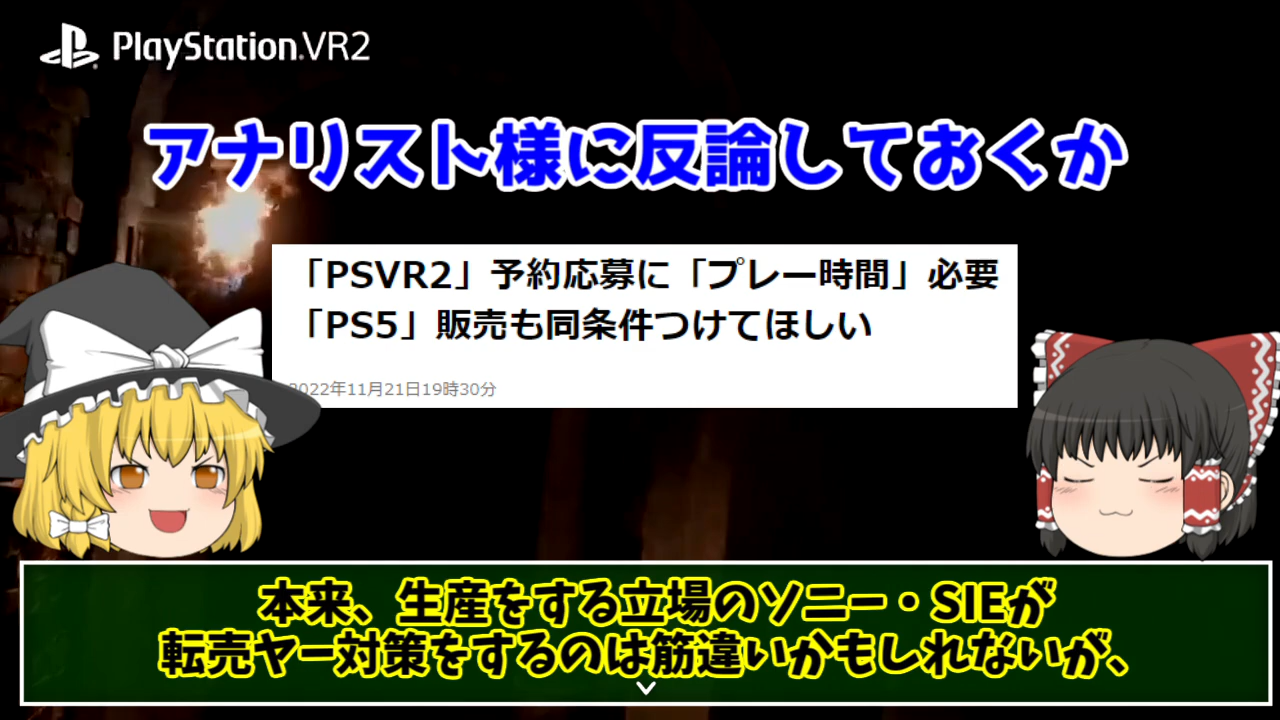 PlayStation.VR2
アナリスト様に反論しておくか
「PSVR2」予約応募に「プレー時間」必要
「PS5」販売も同条件つけてほしい
2022年11月21日19時30分
本来、生産をする立場のソニー・SIEが
転売ヤー対策をするのは筋違いかもしれないが、